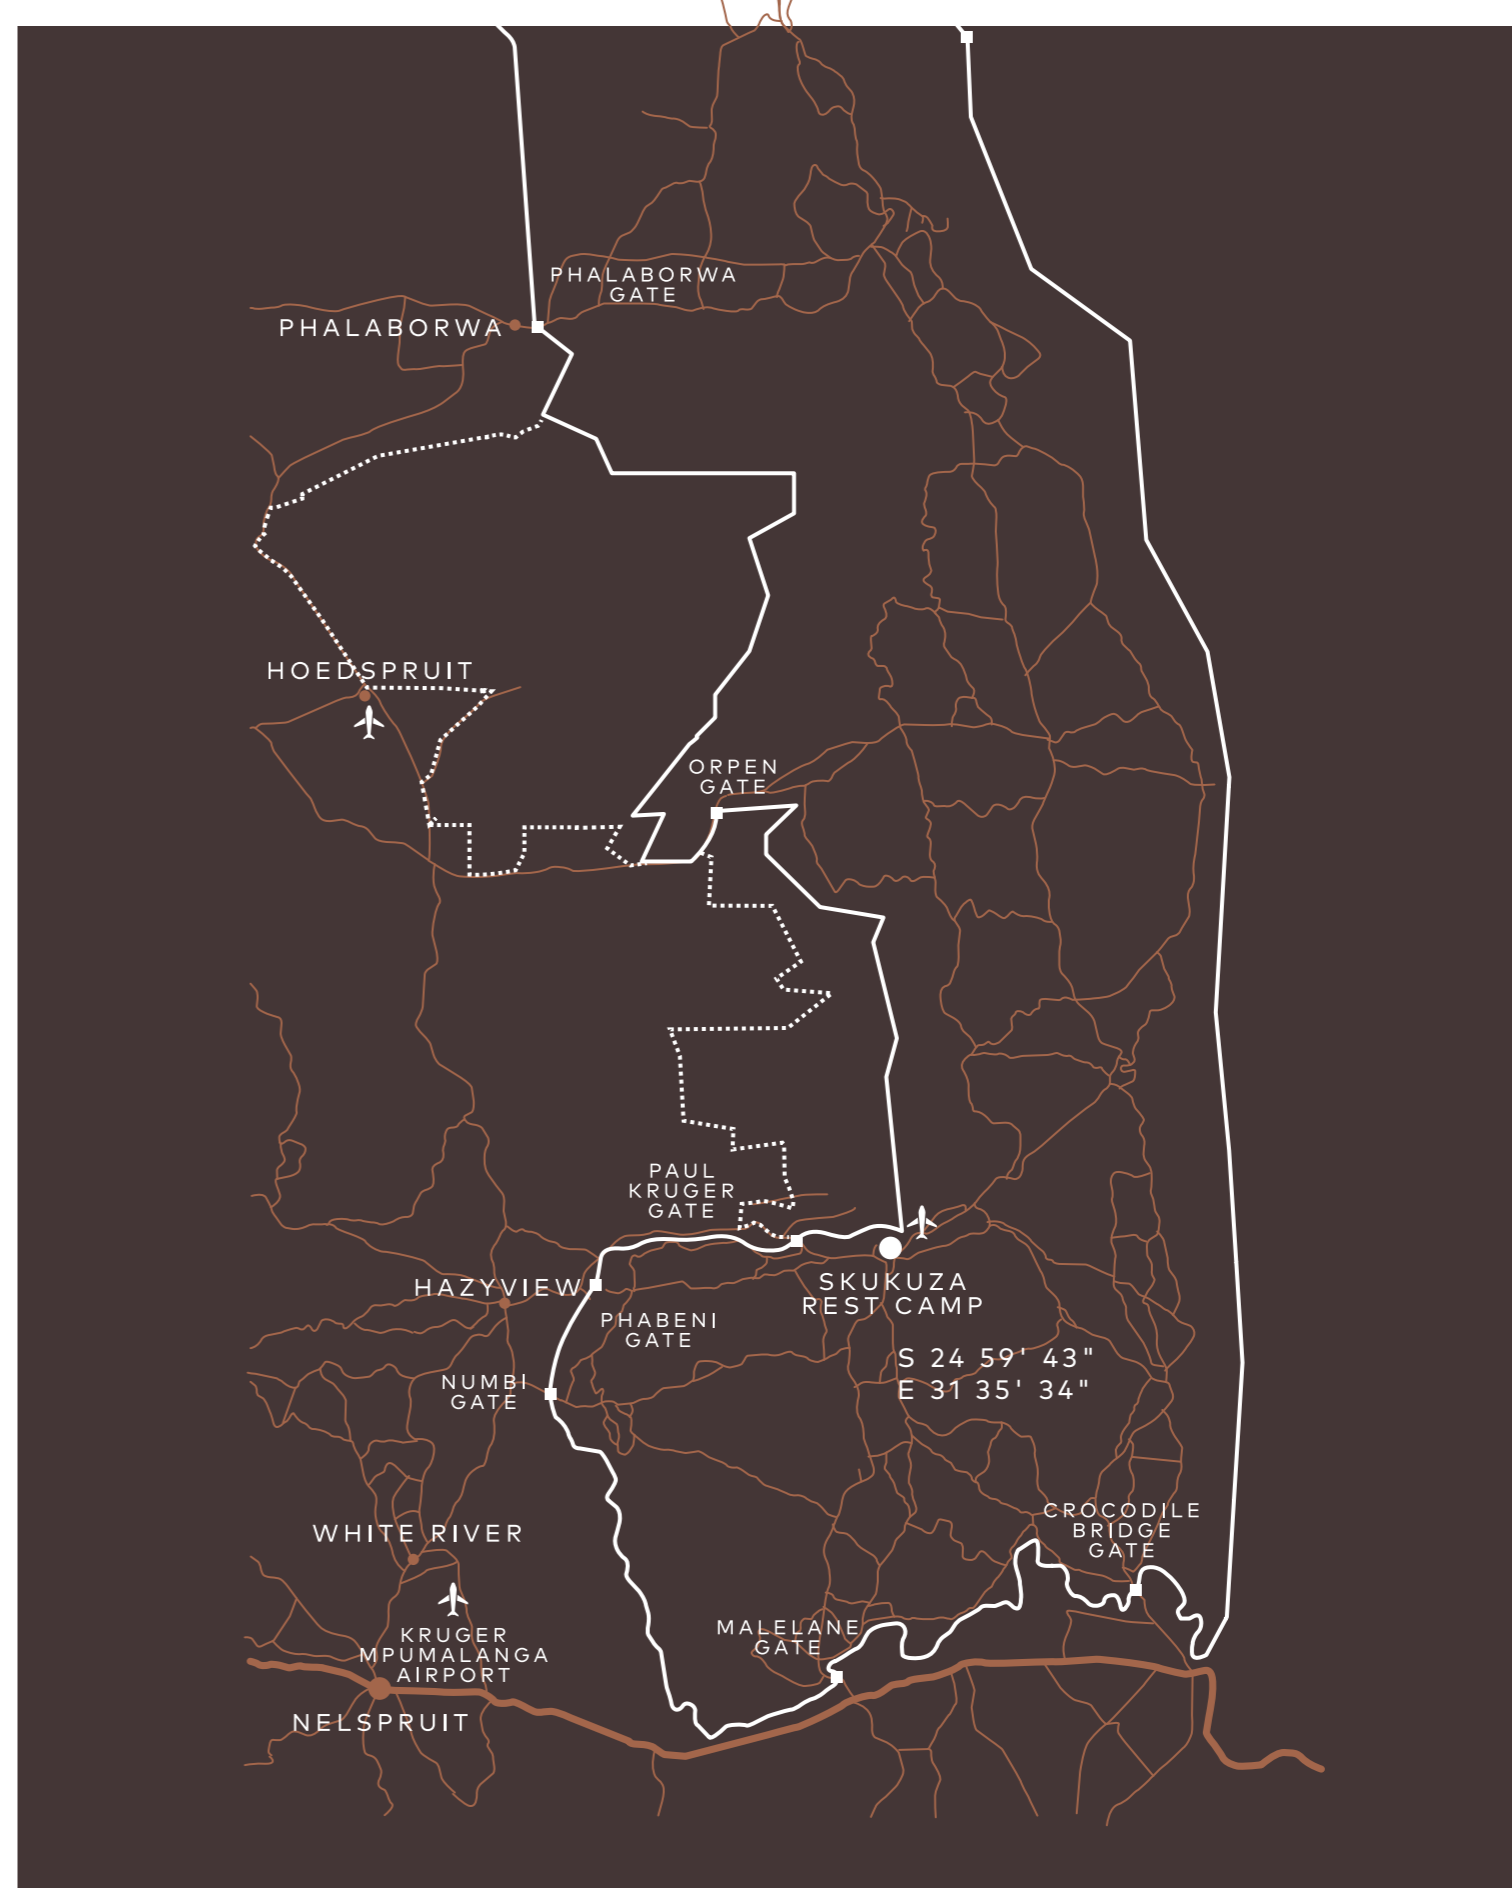 PHALABORWA
GATE
PHALABORWA
HOEDSPRUIT
ORPEN
GATE
PAUL
KRUGER
GATE
HAZYVIEW
SKUKUZA
REST CAMP
PHABENI
GATE
S 24 59' 43"
E 31 35' 34"
NUMBI
GATE
CROCODILE
BRIDGE
GATE
WHITE RIVER
MALELANE
GATE
KRUGER
MPUMALANGA
AIRPORT
NELSPRUIT